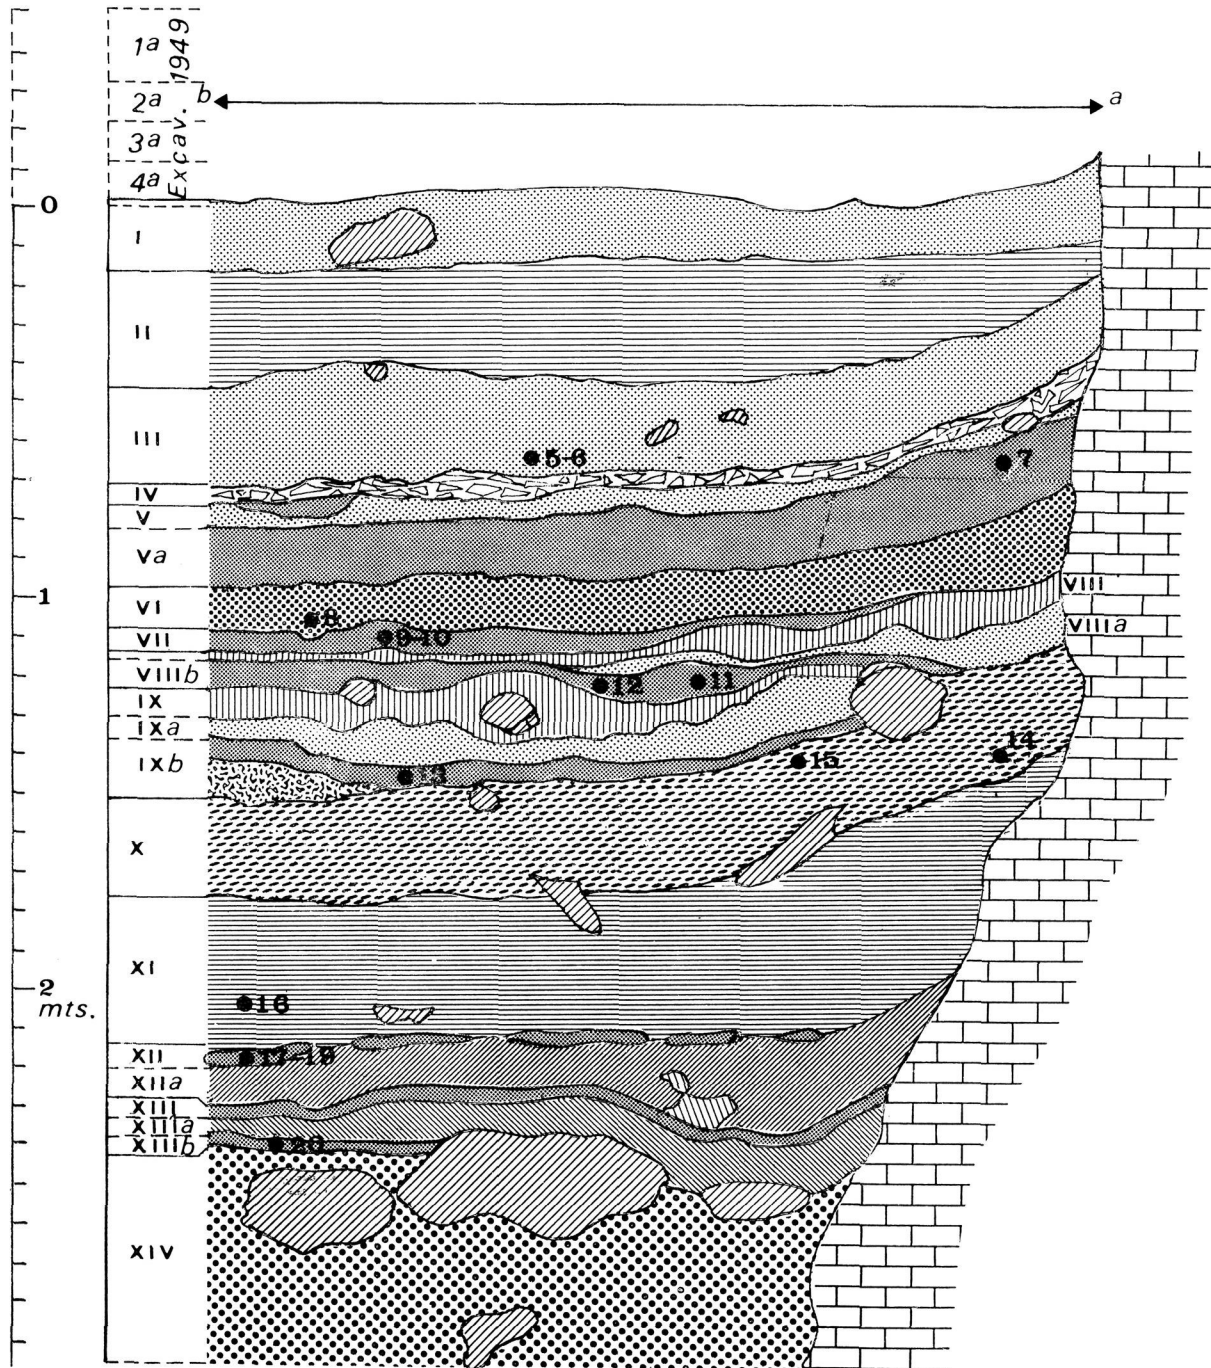 1a
Excav. 1949
2a
b
a
3a
4a
0
I
II
III
5-6
7
IV
V
Va
1
VI
VIII
8
VII
9-10
VIIIa
VIIIb
12
11
IX
IXa
IXb
13
15
14
X
XI
2
mts.
16
XII
17-19
XIIa
XIII
XIIIa
XIIIb
20
XIV